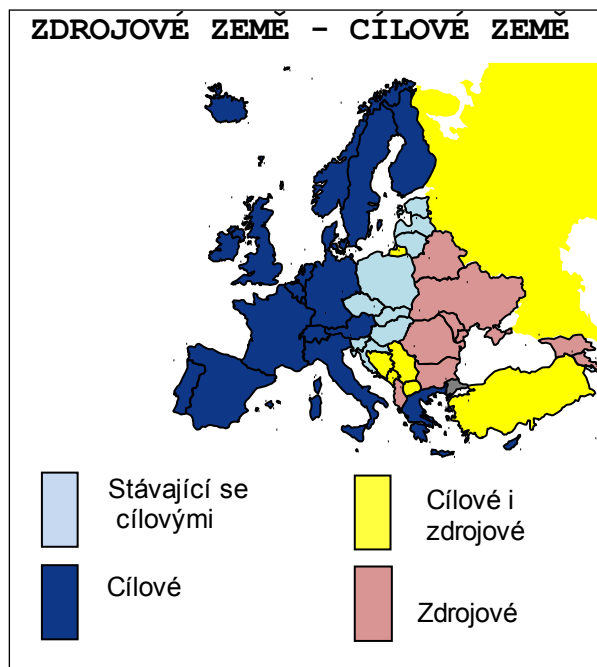 ZDROJOVÉ ZEMĚ - CÍLOVÉ ZEMĚ
Stávající se
cílovými
Cílové i
zdrojové
Cílové
Zdrojové